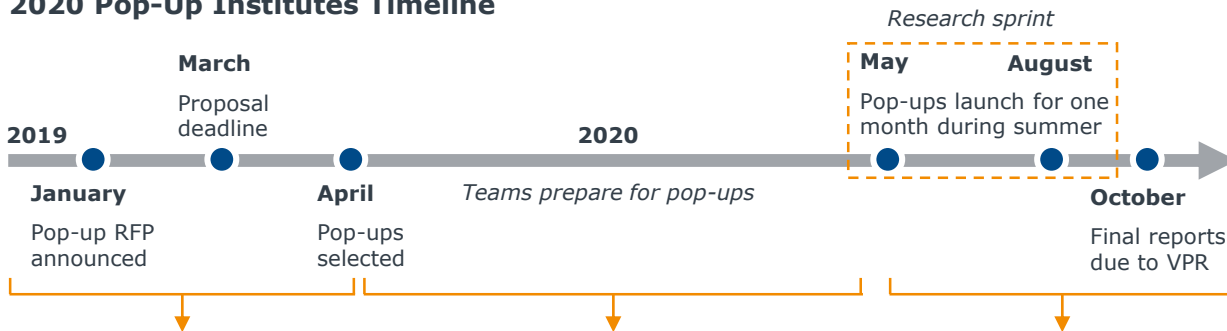 2020 Pop-Up Institutes Timeline
Research sprint
March
Proposal
deadline
May
August
Pop-ups launch for one
month during summer
2019
2020
January
Pop-up RFP
announced
April
Pop-ups
selected
Teams prepare for pop-ups
October
Final reports
due to VPR